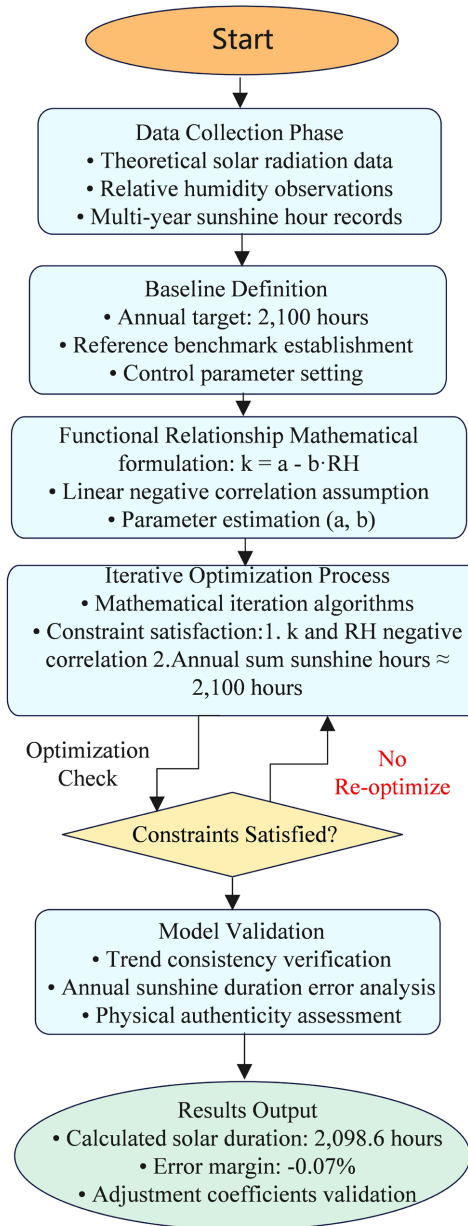 Start
Data Collection Phase
• Theoretical solar radiation data
• Relative humidity observations
• Multi-year sunshine hour records
Baseline Definition
• Annual target: 2,100 hours
• Reference benchmark establishment
• Control parameter setting
Functional Relationship Mathematical
formulation: k = a - b·RH
• Linear negative correlation assumption
• Parameter estimation (a, b)
Iterative Optimization Process
• Mathematical iteration algorithms
• Constraint satisfaction:1. k and RH negative
correlation 2.Annual sum sunshine hours ≈
2,100 hours
Optimization
Check
No
Re-optimize
Constraints Satisfied?
Model Validation
• Trend consistency verification
• Annual sunshine duration error analysis
• Physical authenticity assessment
Results Output
• Calculated solar duration: 2,098.6 hours
• Error margin: -0.07%
• Adjustment coefficients validation